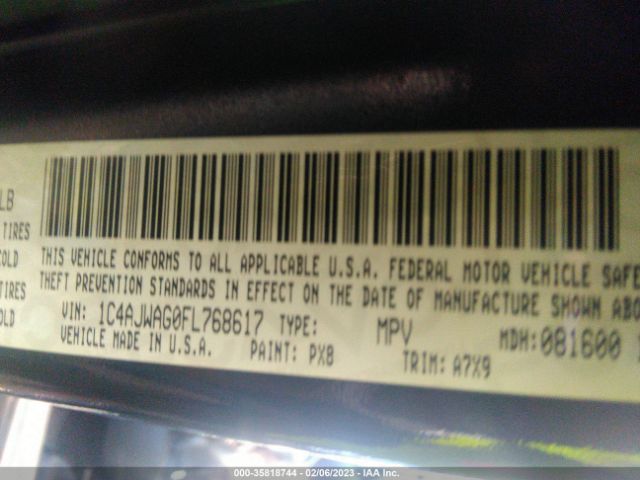 LB
TIRES
COLD
TIRES
OLD
THIS VEHICLE CONFORMS TO ALL APPLICABLE U.S.A. FEDERAL MOTOR VEHICLE SAFE
THEFT PREVENTION STANDARDS IN EFFECT ON THE DATE OF MANUFACTURE SHOWN ABO
VIN: 1C4AJWAG0FL768617 TYPE: MPV MDH: 081600
VEHICLE MADE IN U.S.A. PAINT: PX8 TRIM: A7X9
000-35818744 - 02/06/2023 - IAA Inc.